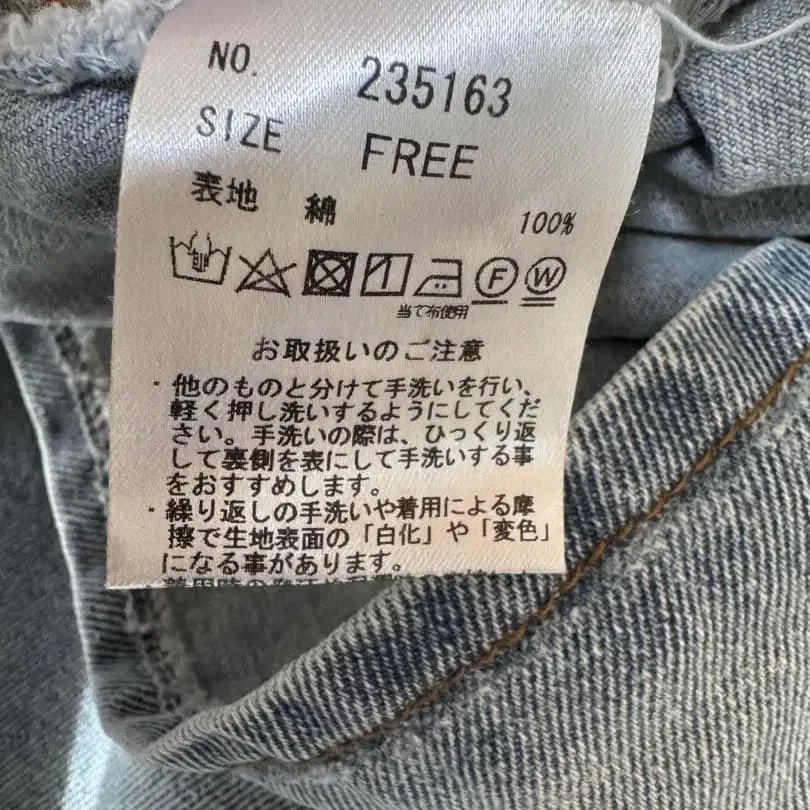 NO. 235163
SIZE FREE
表地 綿 100%
F W
当て布使用
お取扱いのご注意
・他のものと分けて手洗いを行い、
軽く押し洗いするようにしてくだ
さい。手洗いの際は、ひっくり返
して裏側を表にして手洗いする事
をおすすめします。
・繰り返しの手洗いや着用による摩
擦で生地表面の「白化」や「変色」
になる事があります。